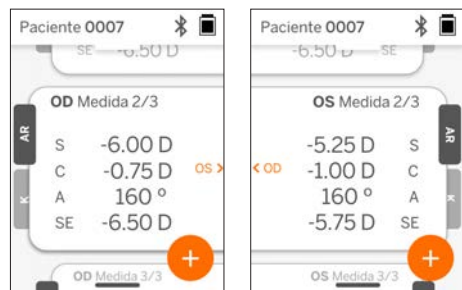 Paciente 0007
SE -6.50 D
OD Medida 2/3
AR
K
S -6.00 D
C -0.75 D
A 160 º
SE -6.50 D
OS >
+
OD Medida 3/3
Paciente 0007
-6.50 D SE
OS Medida 2/3
AR
K
-5.25 D S
< OD
-1.00 D C
160 º A
-5.75 D SE
+
OS Medida 3/3